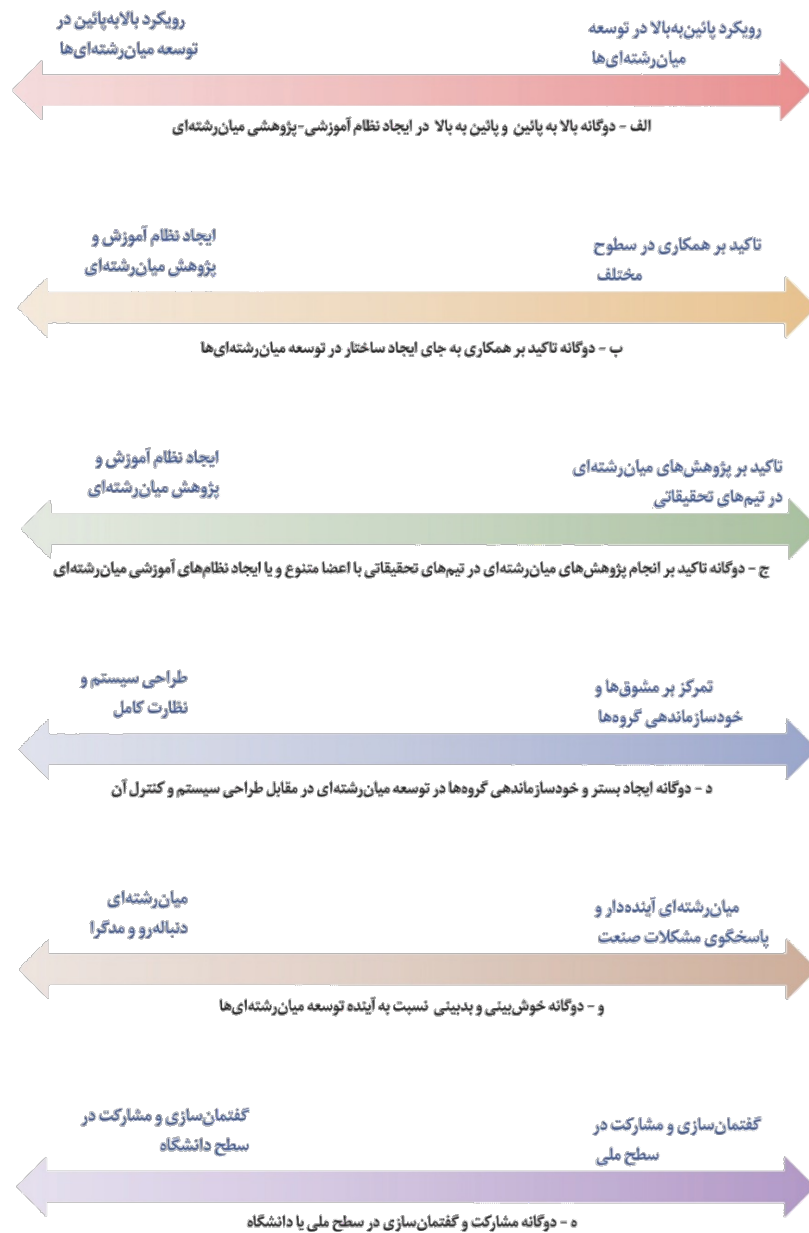 رویکرد پائین‌به‌بالا در توسعه
میان‌رشته‌ای‌ها
رویکرد بالابه‌پائین در
توسعه میان‌رشته‌ای‌ها
الف - دوگانه بالا به پائین و پائین به بالا در ایجاد نظام آموزشی-پژوهشی میان‌رشته‌ای
تاکید بر همکاری در سطوح
مختلف
ایجاد نظام آموزش و
پژوهش میان‌رشته‌ای
ب - دوگانه تاکید بر همکاری به جای ایجاد ساختار در توسعه میان‌رشته‌ای‌ها
تاکید بر پژوهش‌های میان‌رشته‌ای
در تیم‌های تحقیقاتی
ایجاد نظام آموزش و
پژوهش میان‌رشته‌ای
ج - دوگانه تاکید بر انجام پژوهش‌های میان‌رشته‌ای در تیم‌های تحقیقاتی با اعضا متنوع و یا ایجاد نظام‌های آموزشی میان‌رشته‌ای
تمرکز بر مشوق‌ها و
خودسازماندهی گروه‌ها
طراحی سیستم و
نظارت کامل
د - دوگانه ایجاد بستر و خودسازماندهی گروه‌ها در توسعه میان‌رشته‌ای در مقابل طراحی سیستم و کنترل آن
میان‌رشته‌ای آینده‌دار و
پاسخگوی مشکلات صنعت
میان‌رشته‌ای
دنباله‌رو و مدگرا
و - دوگانه خوش‌بینی و بدبینی نسبت به آینده توسعه میان‌رشته‌ای‌ها
گفتمان‌سازی و مشارکت در
سطح ملی
گفتمان‌سازی و مشارکت در
سطح دانشگاه
ه - دوگانه مشارکت و گفتمان‌سازی در سطح ملی یا دانشگاه